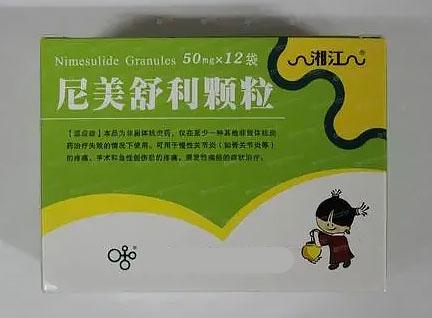 Nimesulide Granules 50mg×12袋
湘江®
尼美舒利颗粒
【适应症】本品为非甾体抗炎药，仅在至少一种其他非甾体抗炎
药治疗失败的情况下使用。可用于慢性关节炎（如骨关节炎等）
的疼痛、手术和急性创伤后的疼痛、原发性痛经的症状治疗。